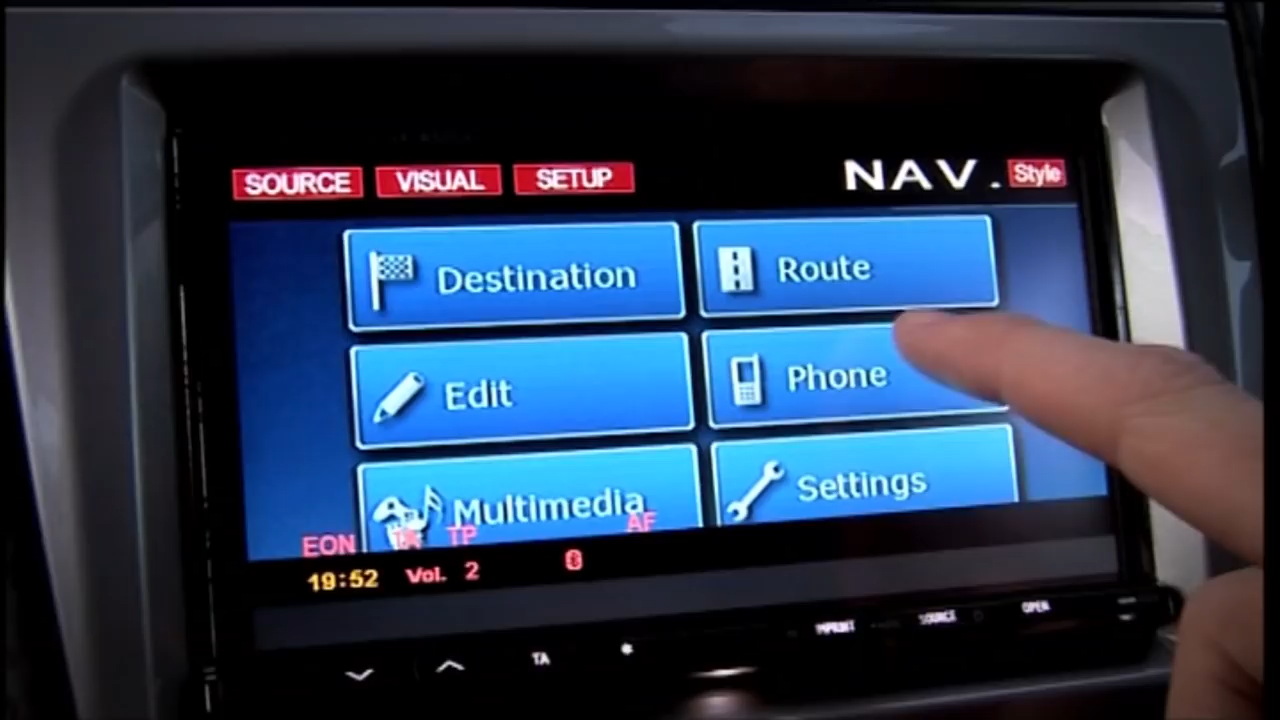 SOURCE VISUAL SETUP NAV. Style
Destination Route
Edit Phone
Multimedia Settings
EON TP AF
19:52 Vol. 2
TA IMPRINT SOURCE OPEN